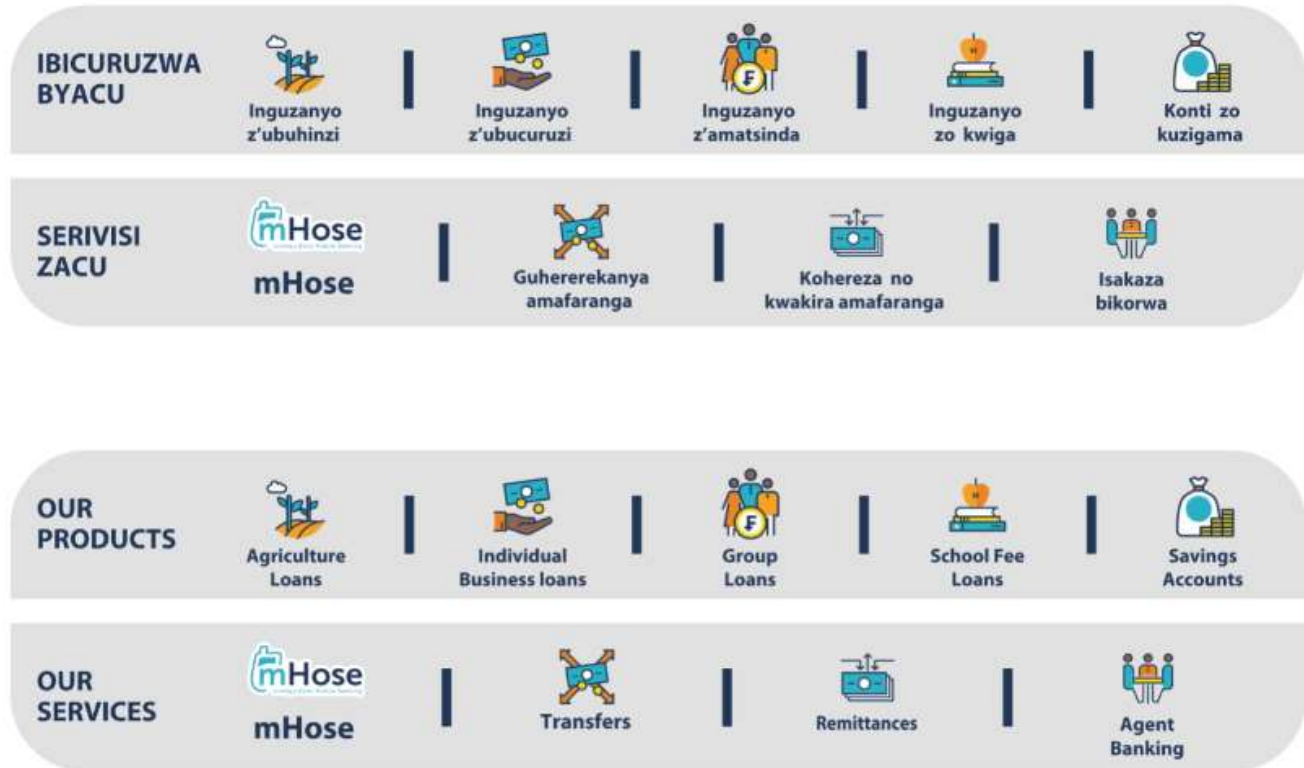 IBICURUZWA
BYACU
Inguzanyo
z'ubuhinzi
Inguzanyo
z'ubucuruzi
Inguzanyo
z'amatsinda
Inguzanyo
zo kwiga
Konti zo
kuzigama
SERIVISI
ZACU
mHose
mHose
Guhererekanya
amafaranga
Kohereza no
kwakira amafaranga
Isakaza
bikorwa
OUR
PRODUCTS
Agriculture
Loans
Individual
Business loans
Group
Loans
School Fee
Loans
Savings
Accounts
OUR
SERVICES
mHose
mHose
Transfers
Remittances
Agent
Banking